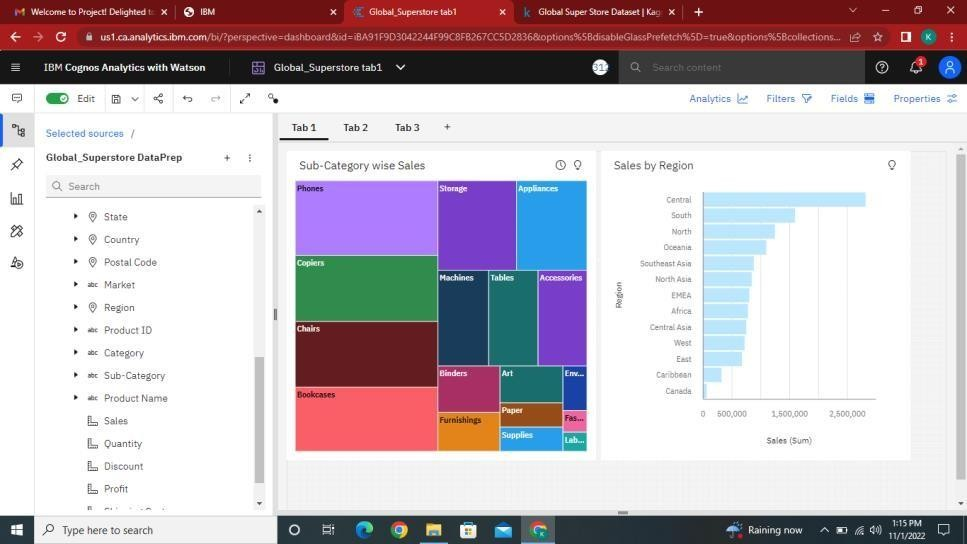 Welcome to Project! Delighted to
IBM
Global_Superstore tab1
Global Super Store Dataset | Kag
us1.ca.analytics.ibm.com/bi/?perspective=dashboard&id=iBA91F9D3042244F99C8FB267CC5D2836&options%5BdisableGlassPrefetch%5D=true&options%5Bcollections...
K
IBM Cognos Analytics with Watson
Global_Superstore tab1
Search content
1
Edit
Analytics
Filters
Fields
Properties
Selected sources /
Tab 1
Tab 2
Tab 3
+
Global_Superstore DataPrep
Search
State
Country
Postal Code
abc Market
Region
abc Product ID
abc Category
abc Sub-Category
abc Product Name
Sales
Quantity
Discount
Profit
Sub-Category wise Sales
Phones
Storage
Appliances
Copiers
Machines
Tables
Accessories
Chairs
Binders
Art
Env...
Bookcases
Paper
Furnishings
Fas...
Supplies
Lab...
Sales by Region
Region
Central
South
North
Oceania
Southeast Asia
North Asia
EMEA
Africa
Central Asia
West
East
Caribbean
Canada
0 500,000 1,500,000 2,500,000
Sales (Sum)
Type here to search
Raining now
1:15 PM
11/1/2022